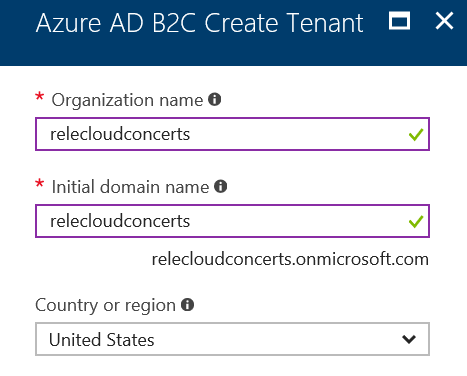 Azure AD B2C Create Tenant
* Organization name
relecloudconcerts
* Initial domain name
relecloudconcerts
relecloudconcerts.onmicrosoft.com
Country or region
United States